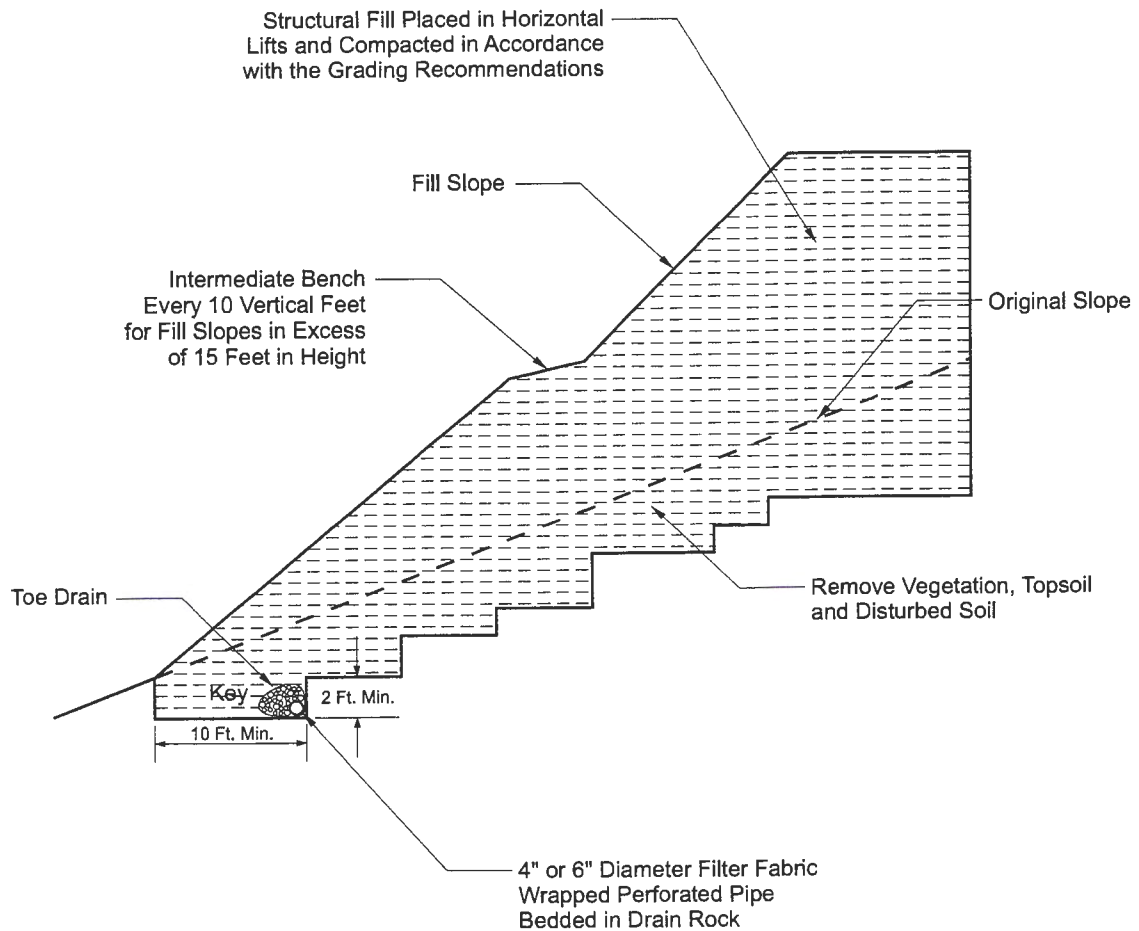 Structural Fill Placed in Horizontal
Lifts and Compacted in Accordance
with the Grading Recommendations
Fill Slope
Intermediate Bench
Every 10 Vertical Feet
for Fill Slopes in Excess
of 15 Feet in Height
Original Slope
Toe Drain
Remove Vegetation, Topsoil
and Disturbed Soil
Key
2 Ft. Min.
10 Ft. Min.
4" or 6" Diameter Filter Fabric
Wrapped Perforated Pipe
Bedded in Drain Rock